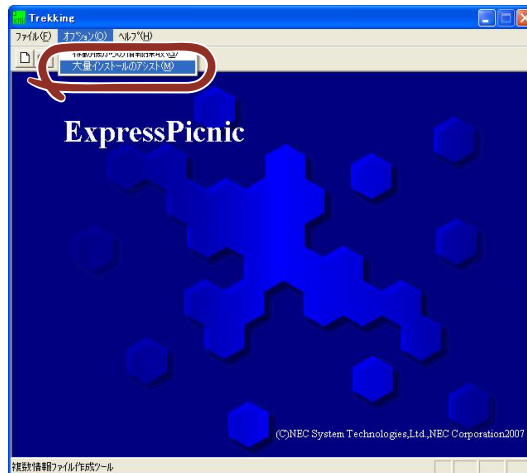 Trekking
ファイル(F) オプション(O) ヘルプ(H)
大量インストールのアシスト(M)
ExpressPicnic
(C)NEC System Technologies,Ltd.,NEC Corporation2007
複数情報ファイル作成ツール